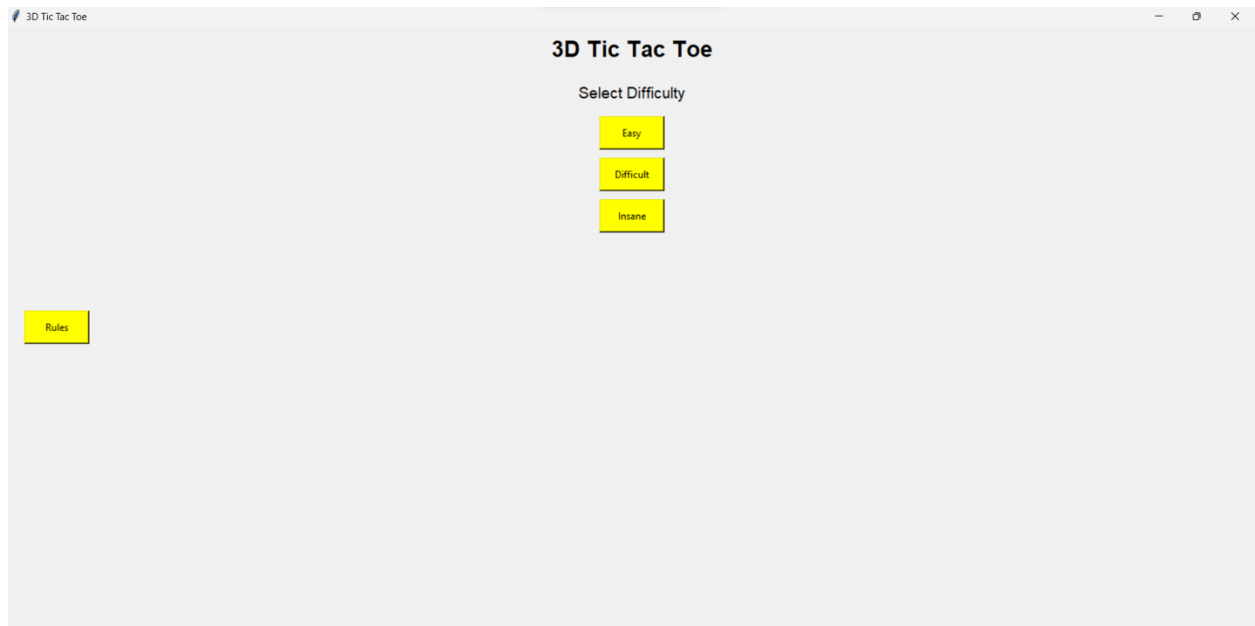 3D Tic Tac Toe
3D Tic Tac Toe
Select Difficulty
Easy
Difficult
Insane
Rules